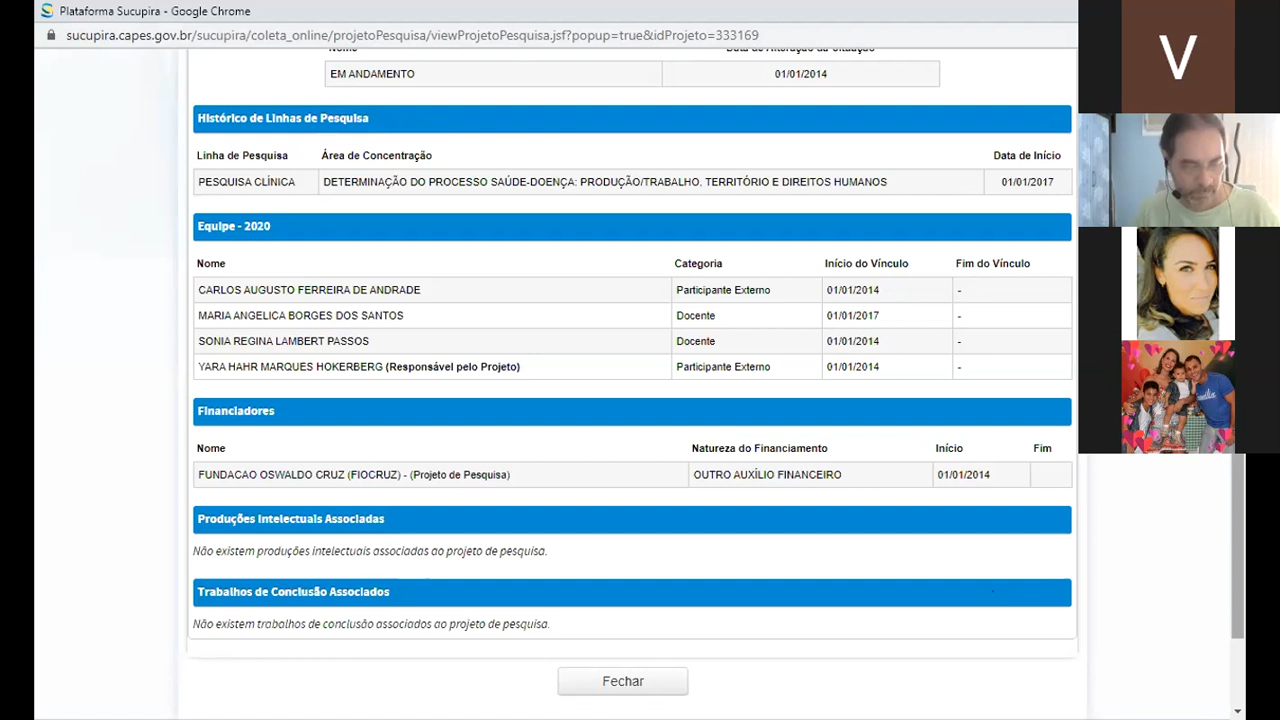 Plataforma Sucupira - Google Chrome
sucupira.capes.gov.br/sucupira/coleta_online/projetoPesquisa/viewProjetoPesquisa.jsf?popup=true&idProjeto=333169
Nome Data de Alteração da Situação
EM ANDAMENTO 01/01/2014
Histórico de Linhas de Pesquisa
Linha de Pesquisa Área de Concentração Data de Início
PESQUISA CLÍNICA DETERMINAÇÃO DO PROCESSO SAÚDE-DOENÇA: PRODUÇÃO/TRABALHO, TERRITÓRIO E DIREITOS HUMANOS 01/01/2017
Equipe - 2020
Nome Categoria Início do Vínculo Fim do Vínculo
CARLOS AUGUSTO FERREIRA DE ANDRADE Participante Externo 01/01/2014 -
MARIA ANGELICA BORGES DOS SANTOS Docente 01/01/2017 -
SONIA REGINA LAMBERT PASSOS Docente 01/01/2014 -
YARA HAHR MARQUES HOKERBERG (Responsável pelo Projeto) Participante Externo 01/01/2014 -
Financiadores
Nome Natureza do Financiamento Início Fim
FUNDACAO OSWALDO CRUZ (FIOCRUZ) - (Projeto de Pesquisa) OUTRO AUXÍLIO FINANCEIRO 01/01/2014
Produções Intelectuais Associadas
Não existem produções intelectuais associadas ao projeto de pesquisa.
Trabalhos de Conclusão Associados
Não existem trabalhos de conclusão associados ao projeto de pesquisa.
Fechar
V